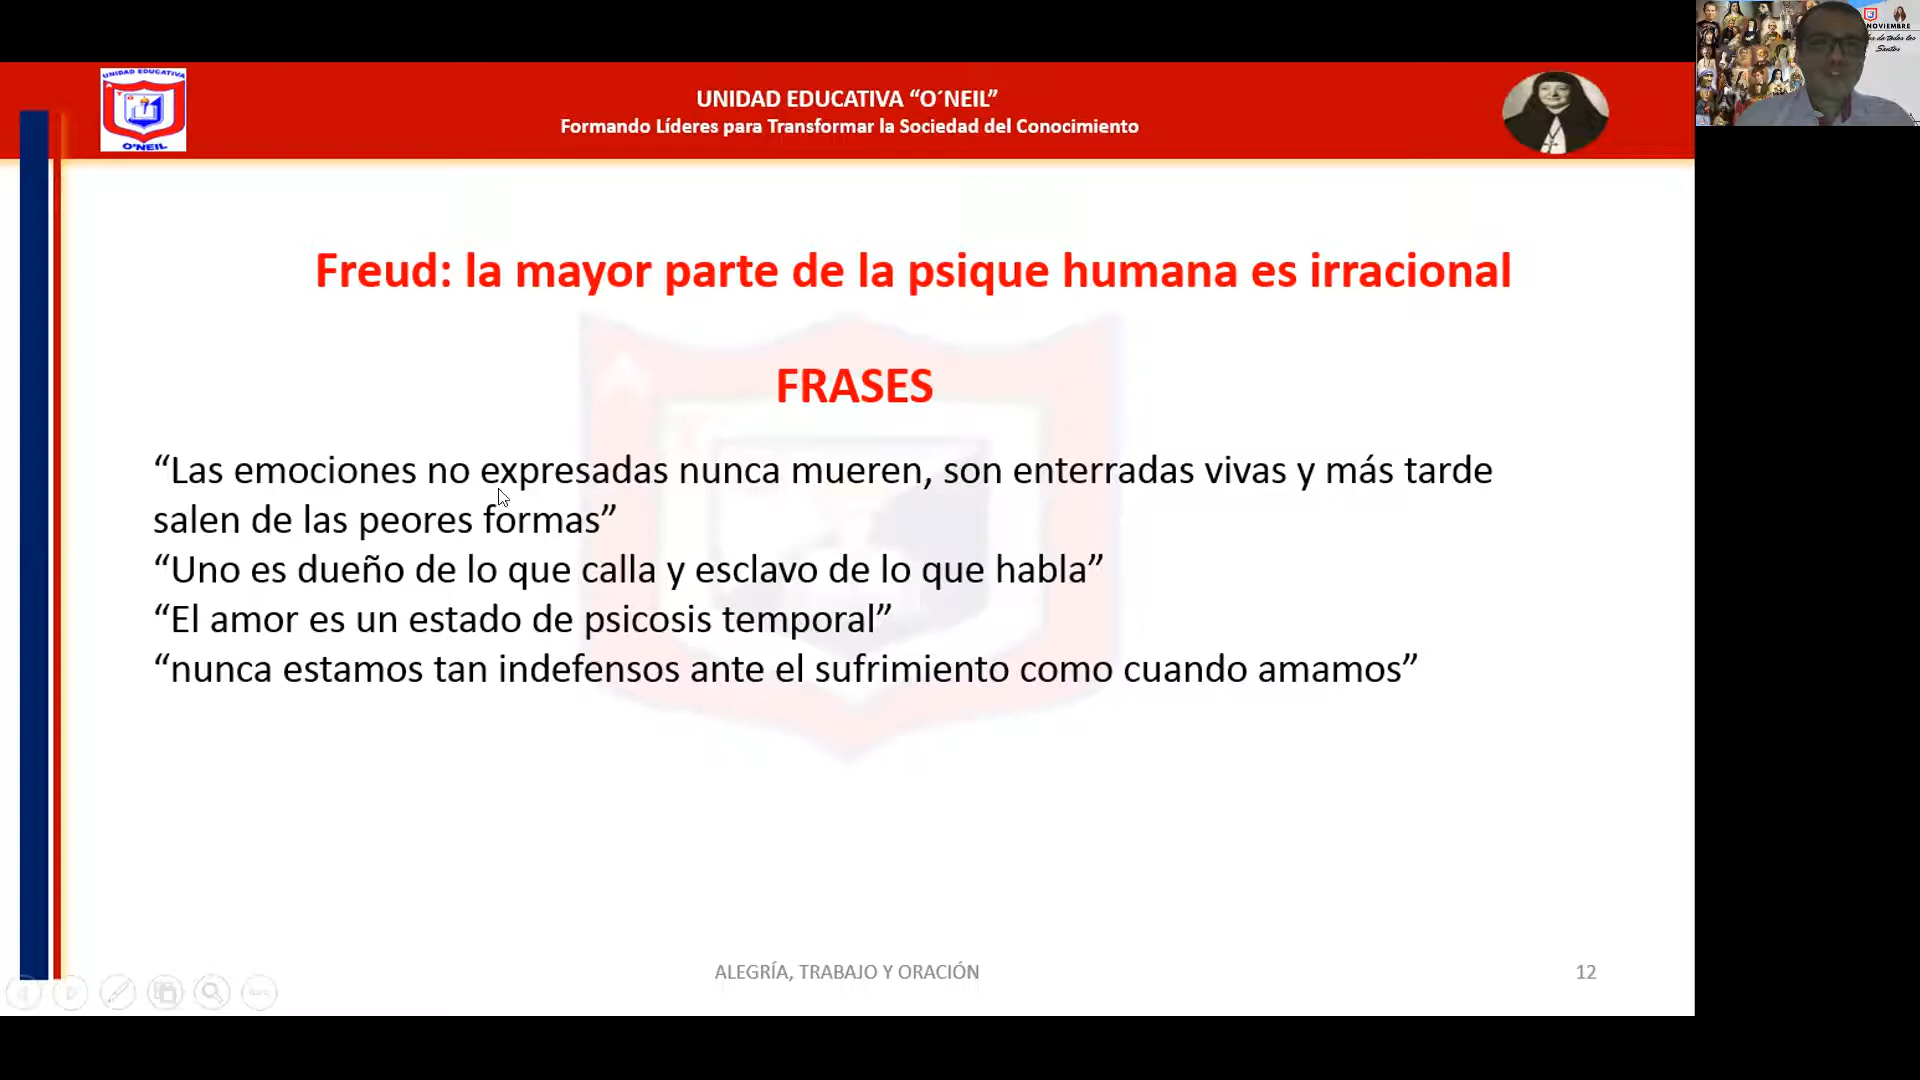 UNIDAD EDUCATIVA
O'NEIL
UNIDAD EDUCATIVA “O´NEIL”
Formando Líderes para Transformar la Sociedad del Conocimiento
NOVIEMBRE
Santos
Freud: la mayor parte de la psique humana es irracional
FRASES
“Las emociones no expresadas nunca mueren, son enterradas vivas y más tarde
salen de las peores formas”
“Uno es dueño de lo que calla y esclavo de lo que habla”
“El amor es un estado de psicosis temporal”
“nunca estamos tan indefensos ante el sufrimiento como cuando amamos”
ALEGRÍA, TRABAJO Y ORACIÓN
12